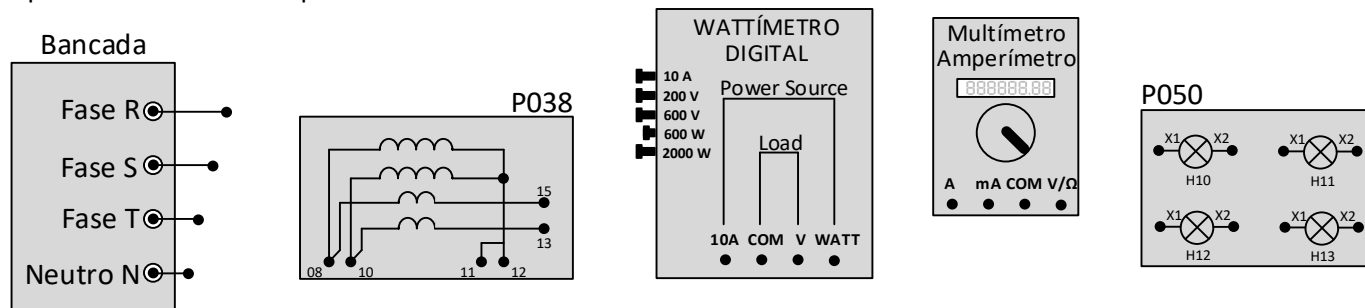 Bancada
Fase R
Fase S
Fase T
Neutro N
P038
15
13
08
10
11
12
WATTÍMETRO
DIGITAL
10 A
200 V
600 V
600 W
2000 W
Power Source
Load
10A COM V WATT
Multímetro
Amperímetro
888888.88
A mA COM V/Ω
P050
X1 X2
H10
X1 X2
H11
X1 X2
H12
X1 X2
H13